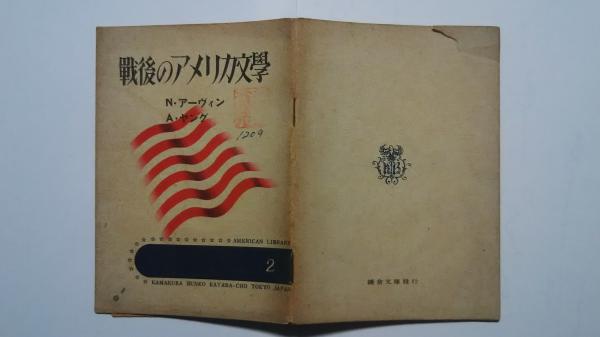 戰後のアメリカ文學
N・アーヴィン
A・ヤング
1209
AMERICAN LIBRARY
2
KAMAKURA BUNKO KAYABA-CHO TOKYO JAPAN
鎌倉文庫發行